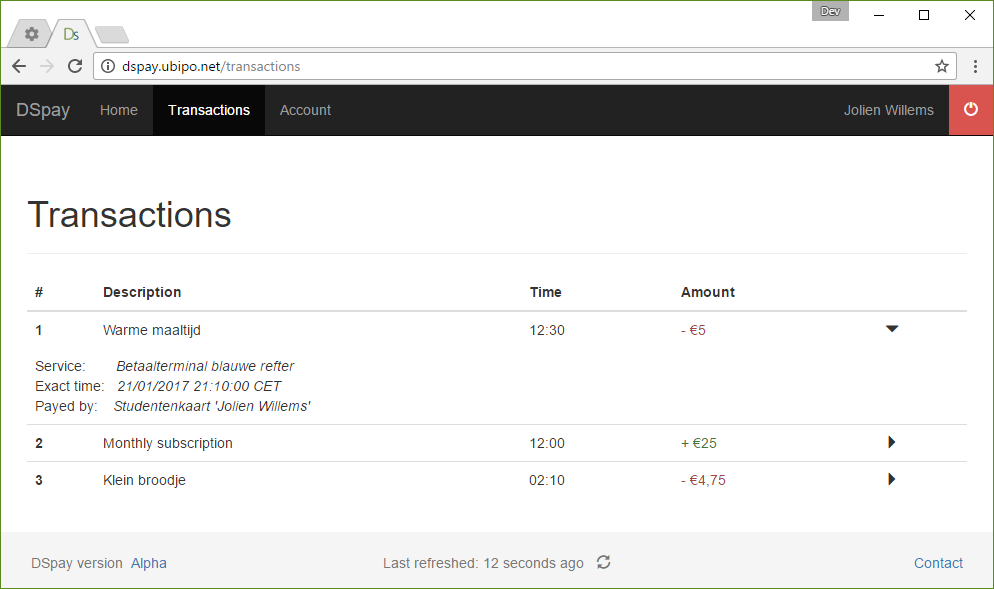 Dev
Ds
dspay.ubipo.net/transactions
DSpay Home Transactions Account Jolien Willems
Transactions
# Description Time Amount
1 Warme maaltijd 12:30 - €5
Service: Betaalterminal blauwe refter
Exact time: 21/01/2017 21:10:00 CET
Payed by: Studentenkaart 'Jolien Willems'
2 Monthly subscription 12:00 + €25
3 Klein broodje 02:10 - €4,75
DSpay version Alpha Last refreshed: 12 seconds ago Contact